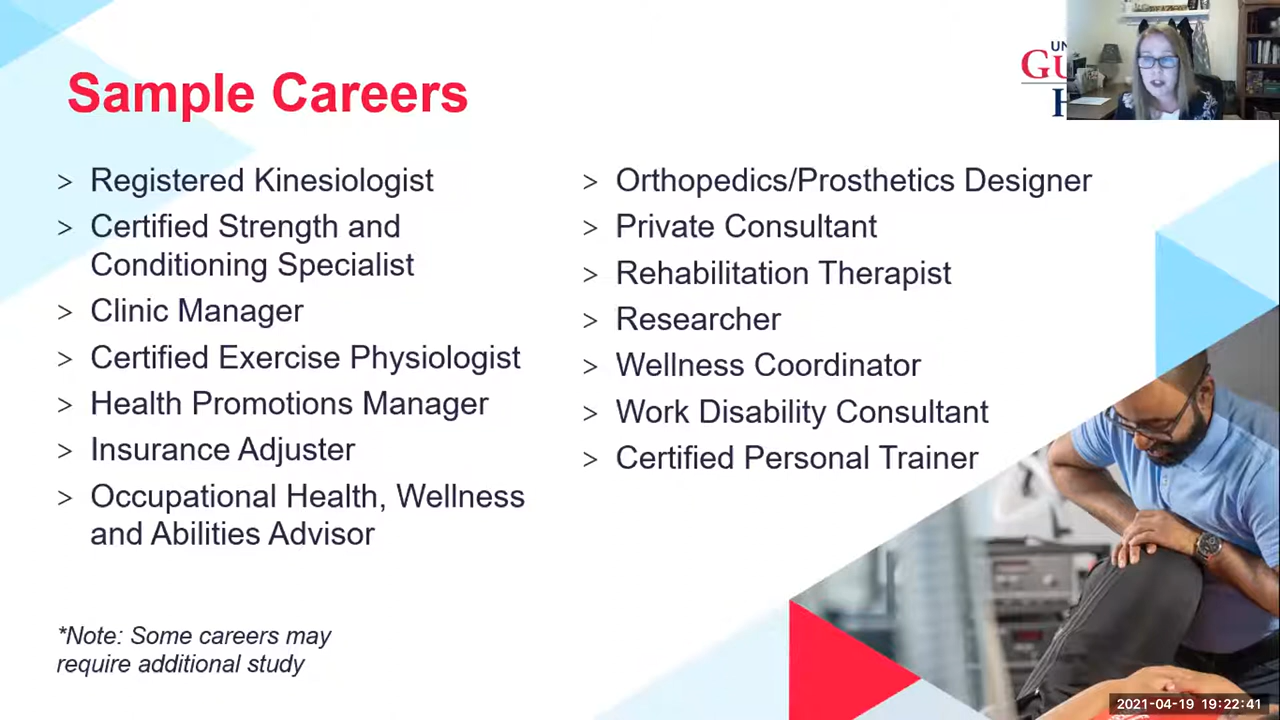 Sample Careers
> Registered Kinesiologist
> Certified Strength and
Conditioning Specialist
> Clinic Manager
> Certified Exercise Physiologist
> Health Promotions Manager
> Insurance Adjuster
> Occupational Health, Wellness
and Abilities Advisor
*Note: Some careers may
require additional study
> Orthopedics/Prosthetics Designer
> Private Consultant
> Rehabilitation Therapist
> Researcher
> Wellness Coordinator
> Work Disability Consultant
> Certified Personal Trainer
2021-04-19 19:22:41